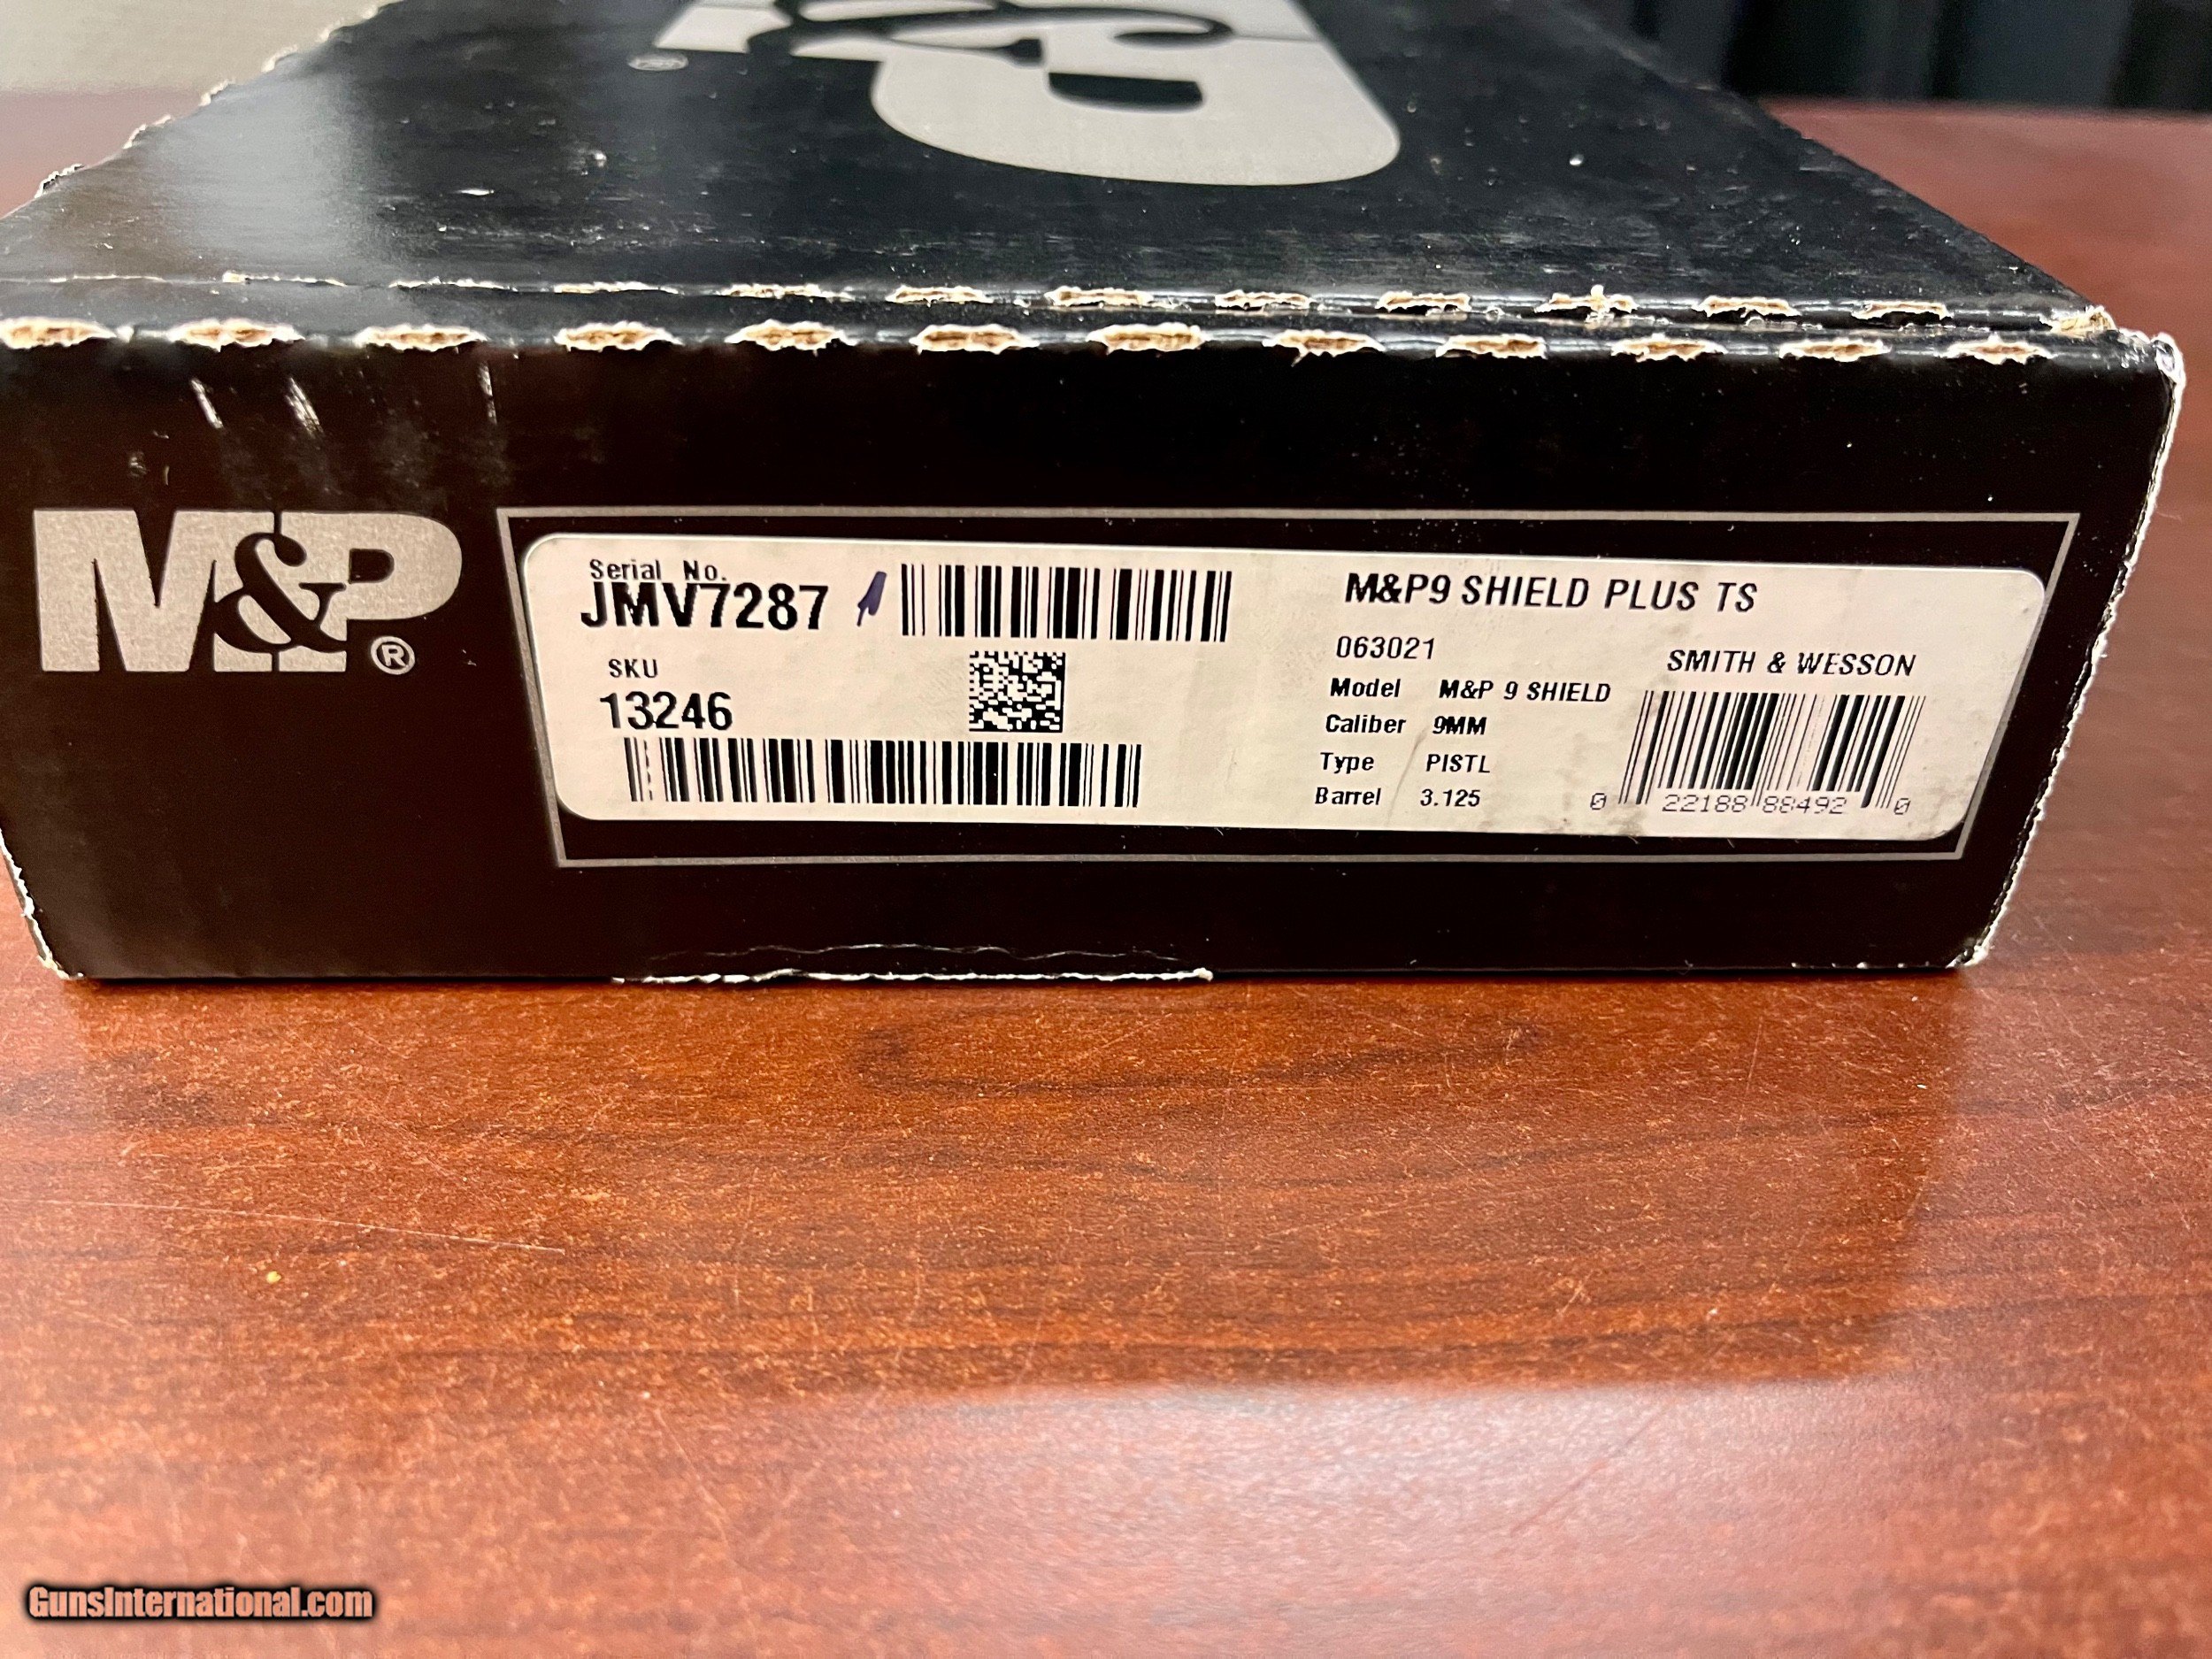 M&P®
M&P®
Serial No.
JMV7287
SKU
13246
M&P9 SHIELD PLUS TS
063021
Model M&P 9 SHIELD
Caliber 9MM
Type PISTL
Barrel 3.125
SMITH & WESSON
0 22188 88492 0
GunsInternational.com